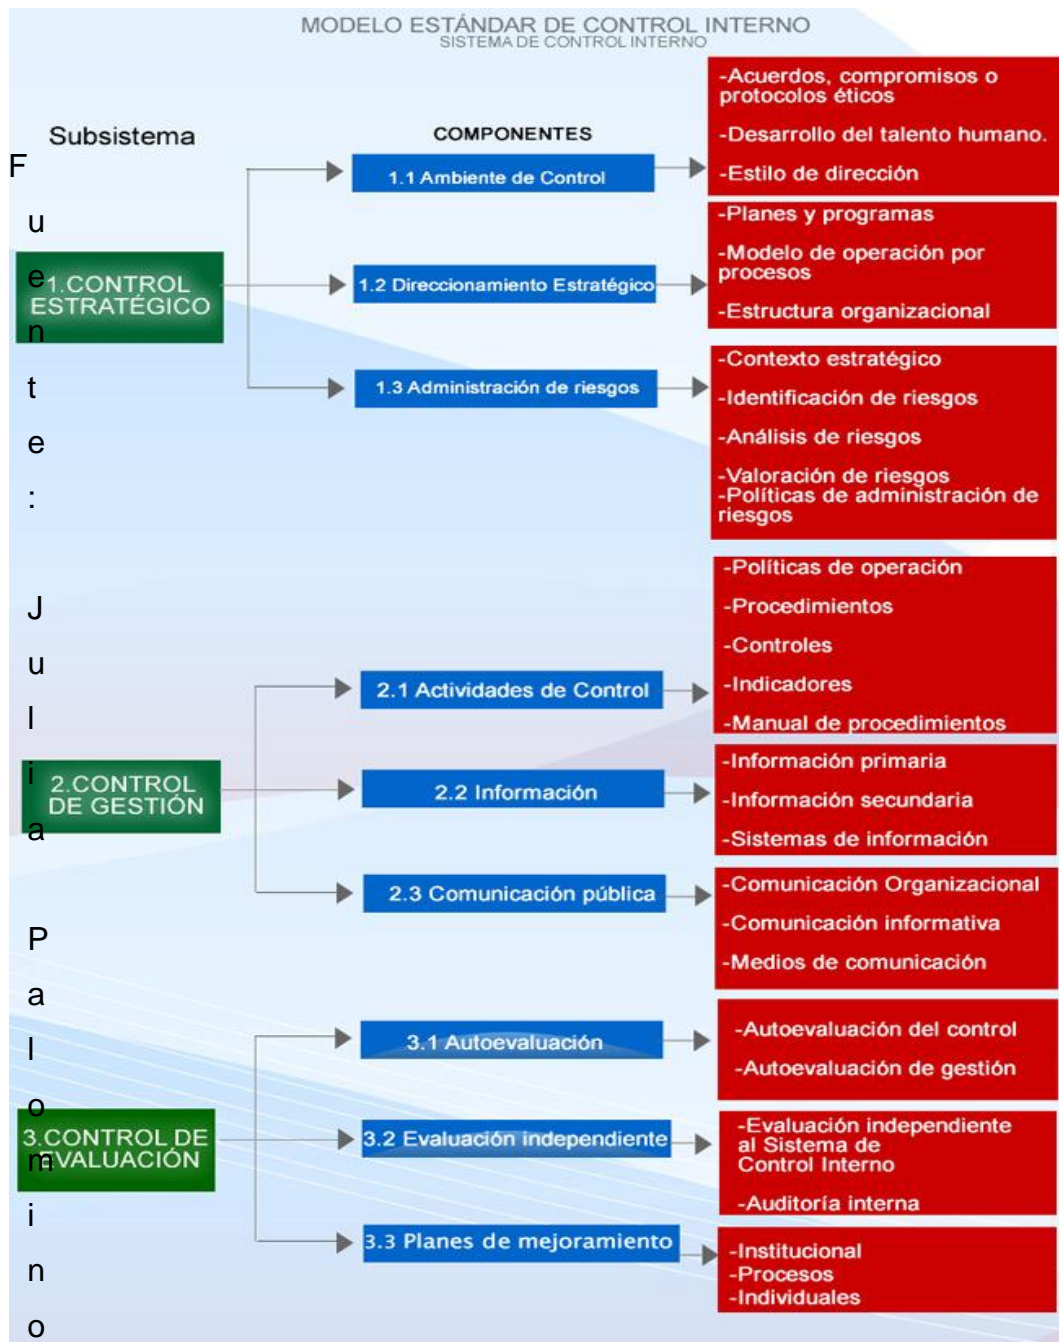 MODELO ESTÁNDAR DE CONTROL INTERNO
SISTEMA DE CONTROL INTERNO
Subsistema
COMPONENTES
1.CONTROL
ESTRATÉGICO
1.1 Ambiente de Control
-Acuerdos, compromisos o
protocolos éticos
-Desarrollo del talento humano.
-Estilo de dirección
1.2 Direccionamiento Estratégico
-Planes y programas
-Modelo de operación por
procesos
-Estructura organizacional
1.3 Administración de riesgos
-Contexto estratégico
-Identificación de riesgos
-Análisis de riesgos
-Valoración de riesgos
-Políticas de administración de
riesgos
2.CONTROL
DE GESTIÓN
2.1 Actividades de Control
-Políticas de operación
-Procedimientos
-Controles
-Indicadores
-Manual de procedimientos
2.2 Información
-Información primaria
-Información secundaria
-Sistemas de información
2.3 Comunicación pública
-Comunicación Organizacional
-Comunicación informativa
-Medios de comunicación
3.CONTROL DE
EVALUACIÓN
3.1 Autoevaluación
-Autoevaluación del control
-Autoevaluación de gestión
3.2 Evaluación independiente
-Evaluación independiente
al Sistema de
Control Interno
-Auditoría interna
3.3 Planes de mejoramiento
-Institucional
-Procesos
-Individuales
Fuente: Julia Palomino